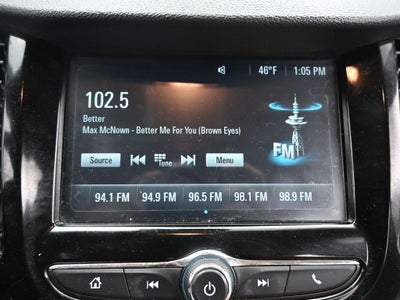 46°F 1:05 PM
102.5
Better
Max McNown - Better Me For You (Brown Eyes)
Source Tune Menu
FM
94.1 FM 94.9 FM 96.5 FM 98.1 FM 98.9 FM